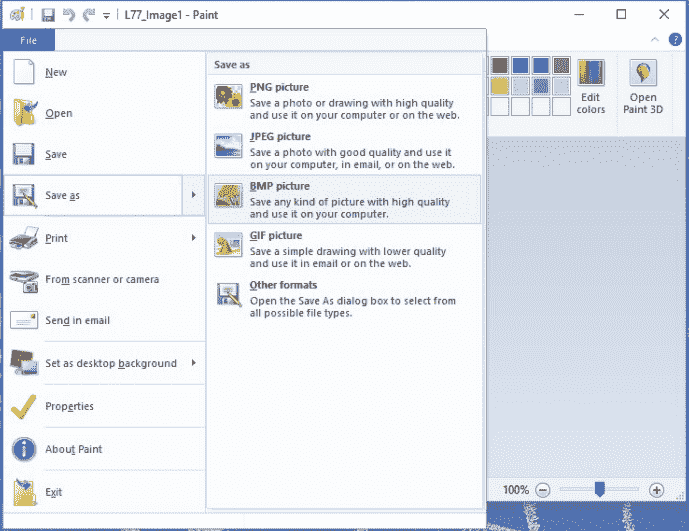 L77_Image1 - Paint
File
New
Open
Save
Save as
Print
From scanner or camera
Send in email
Set as desktop background
Properties
About Paint
Exit
Save as
PNG picture
Save a photo or drawing with high quality
and use it on your computer or on the web.
JPEG picture
Save a photo with good quality and use it
on your computer, in email, or on the web.
BMP picture
Save any kind of picture with high quality
and use it on your computer.
GIF picture
Save a simple drawing with lower quality
and use it in email or on the web.
Other formats
Open the Save As dialog box to select from
all possible file types.
Edit
colors
Open
Paint 3D
100%